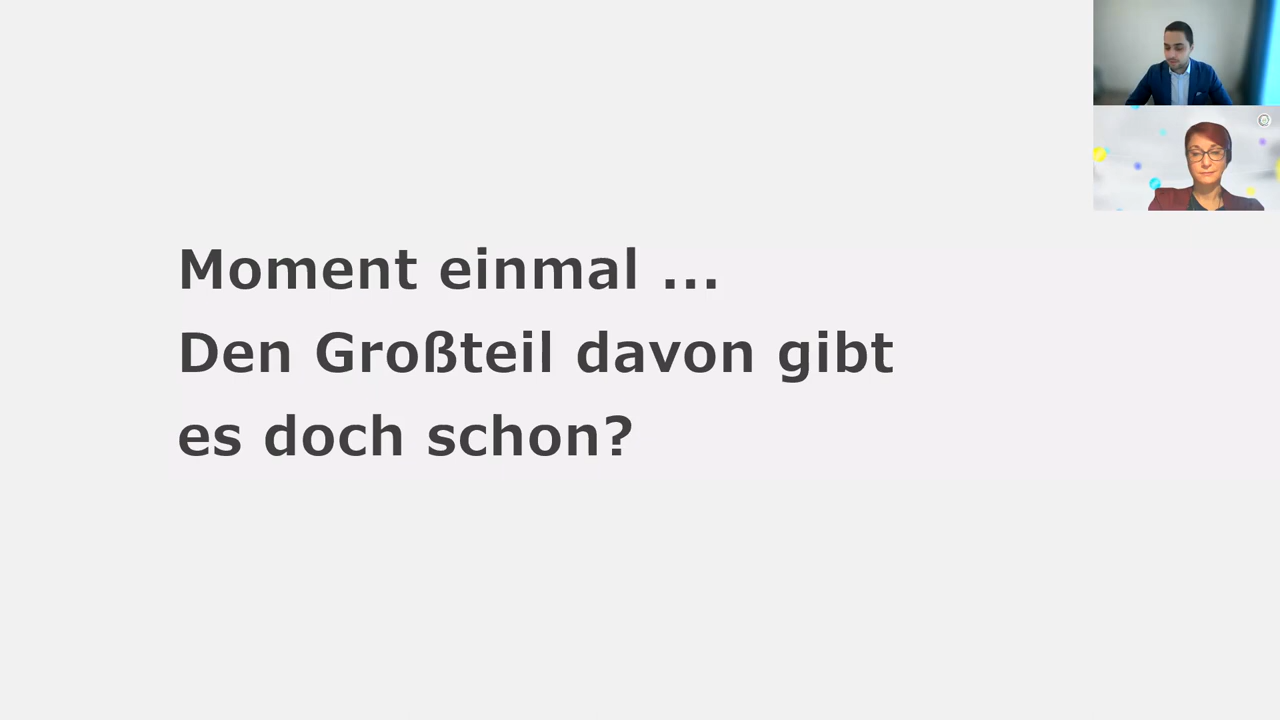 Moment einmal ...
Den Großteil davon gibt
es doch schon?